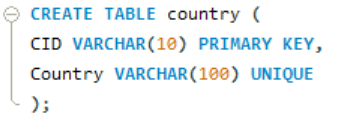 CREATE TABLE country (
CID VARCHAR(10) PRIMARY KEY,
Country VARCHAR(100) UNIQUE
);